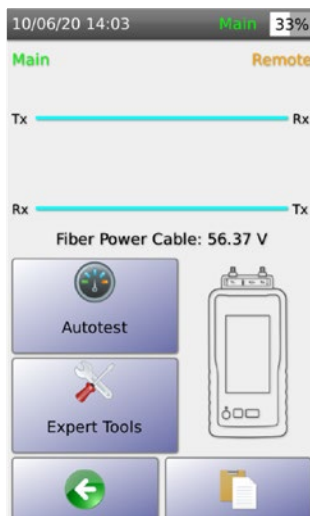 10/06/20 14:03 Main 33%
Main Remote
Tx Rx
Rx Tx
Fiber Power Cable: 56.37 V
Autotest
Expert Tools